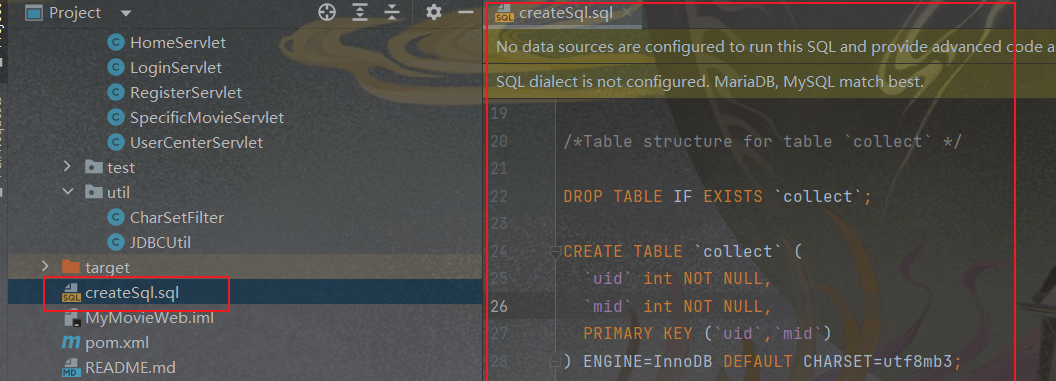 Project
HomeServlet
LoginServlet
RegisterServlet
SpecificMovieServlet
UserCenterServlet
test
util
CharSetFilter
JDBCUtil
target
createSql.sql
MyMovieWeb.iml
pom.xml
README.md
createSql.sql
No data sources are configured to run this SQL and provide advanced code a
SQL dialect is not configured. MariaDB, MySQL match best.
19
20 /*Table structure for table `collect` */
21
22 DROP TABLE IF EXISTS `collect`;
23
24 CREATE TABLE `collect` (
25 `uid` int NOT NULL,
26 `mid` int NOT NULL,
27 PRIMARY KEY (`uid`,`mid`)
28 ) ENGINE=InnoDB DEFAULT CHARSET=utf8mb3;